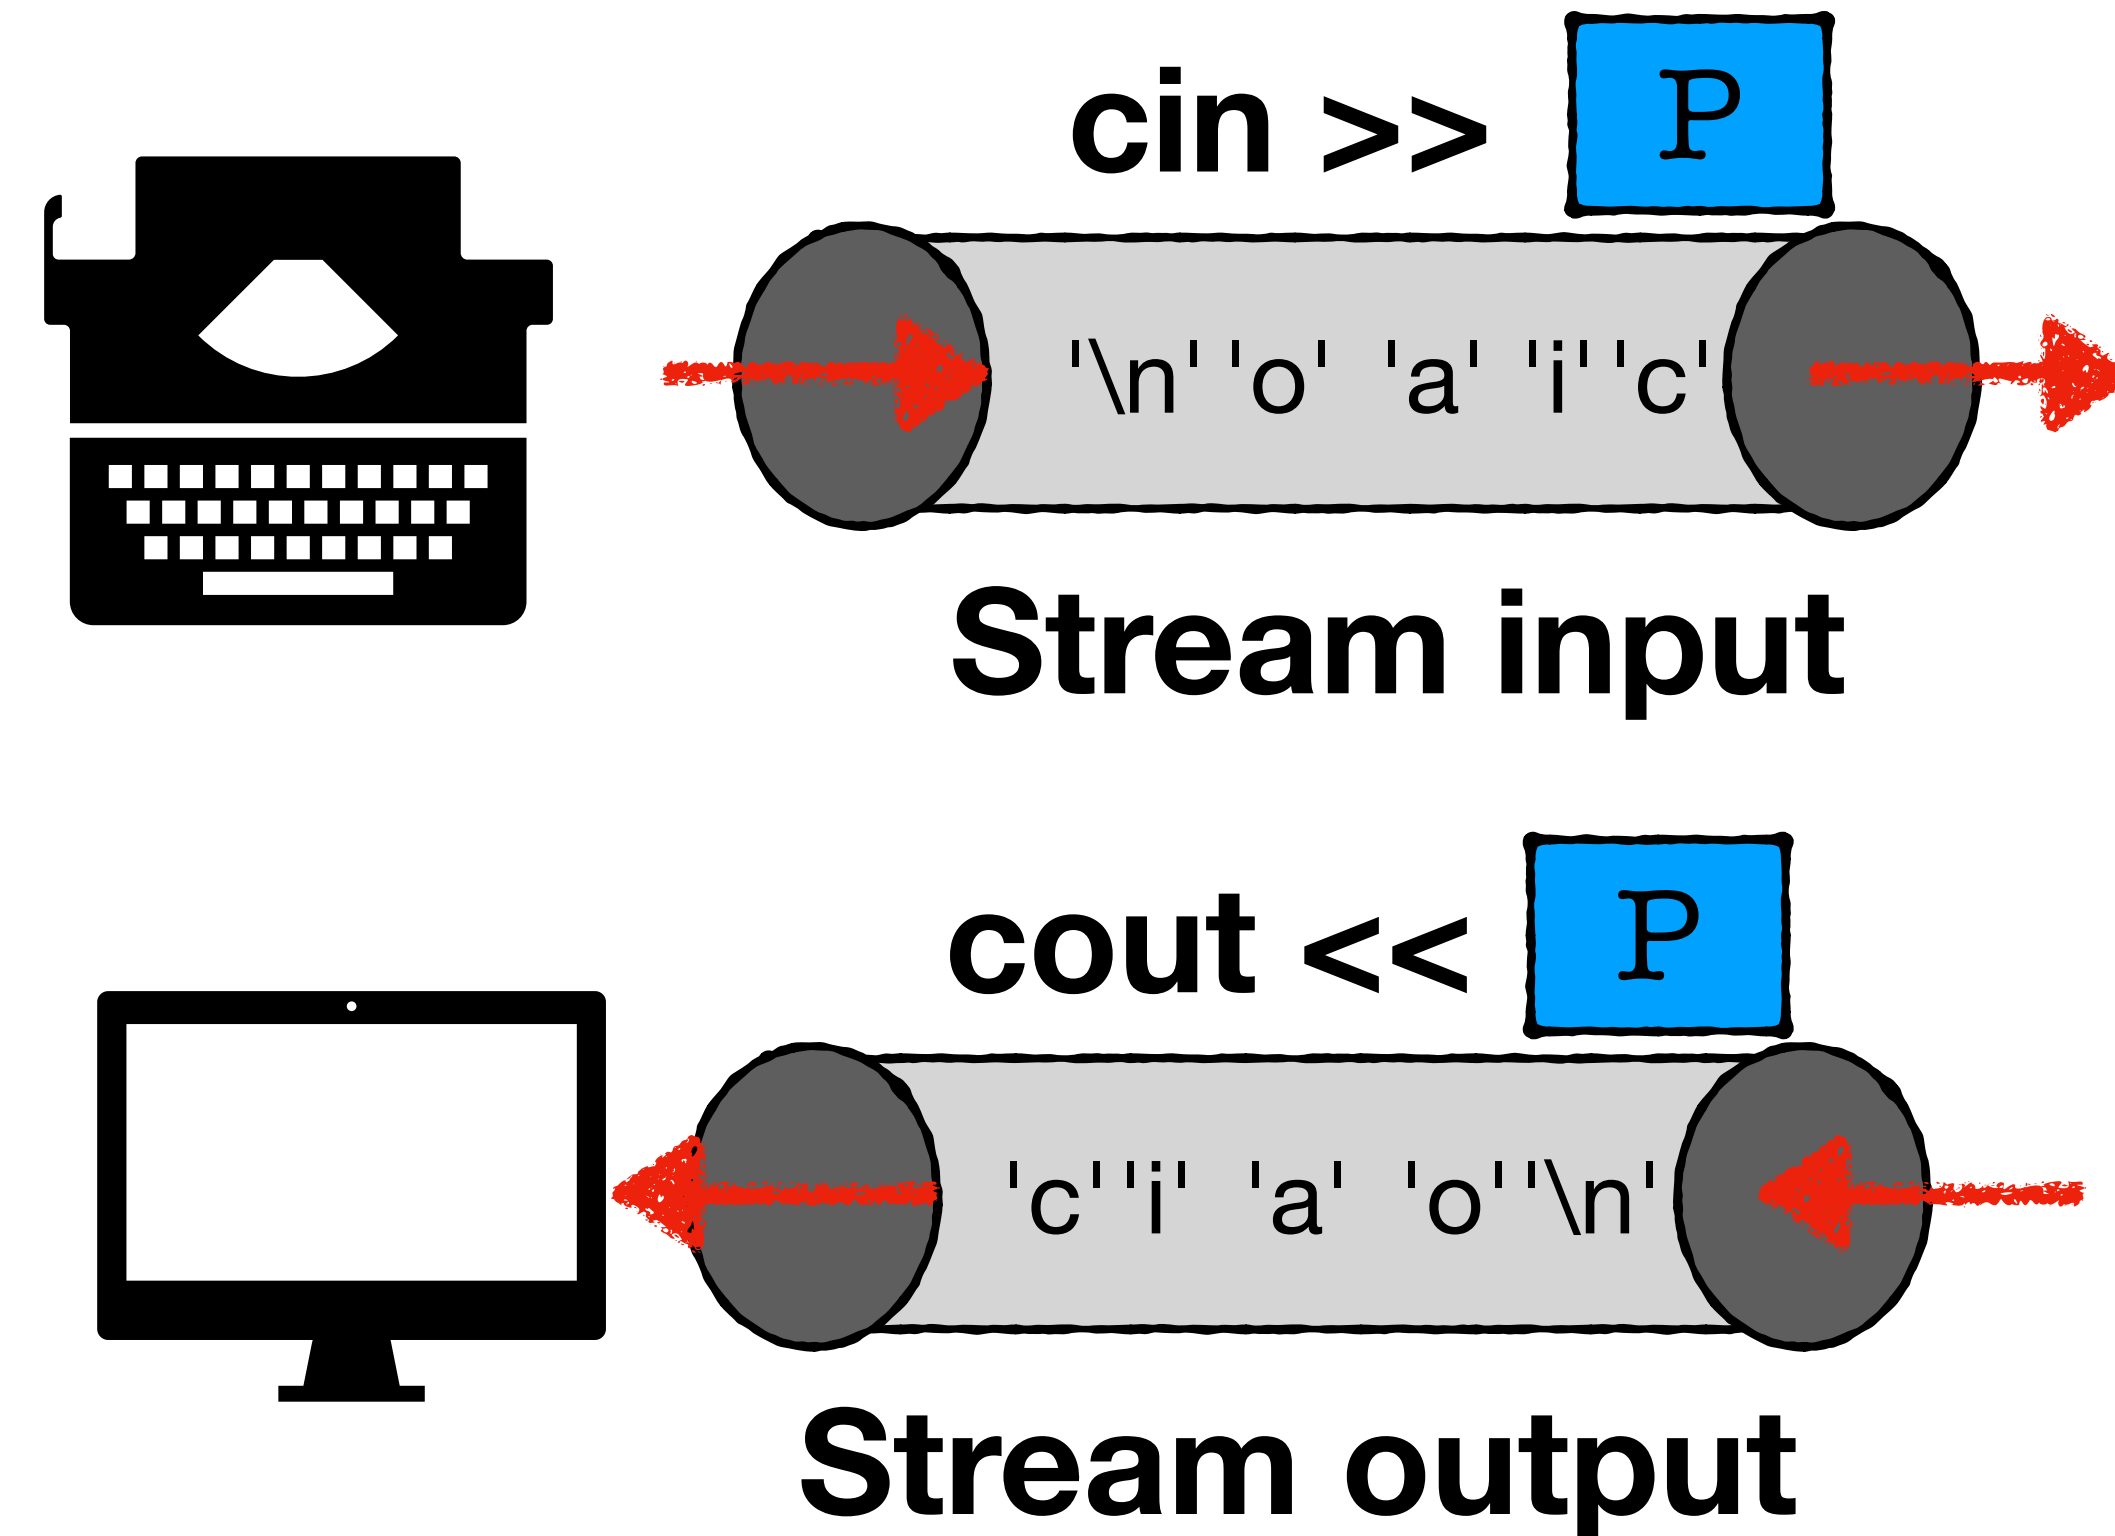 cin >> P
'\n' 'o' 'a' 'i' 'c'
Stream input
cout << P
'c' 'i' 'a' 'o' '\n'
Stream output